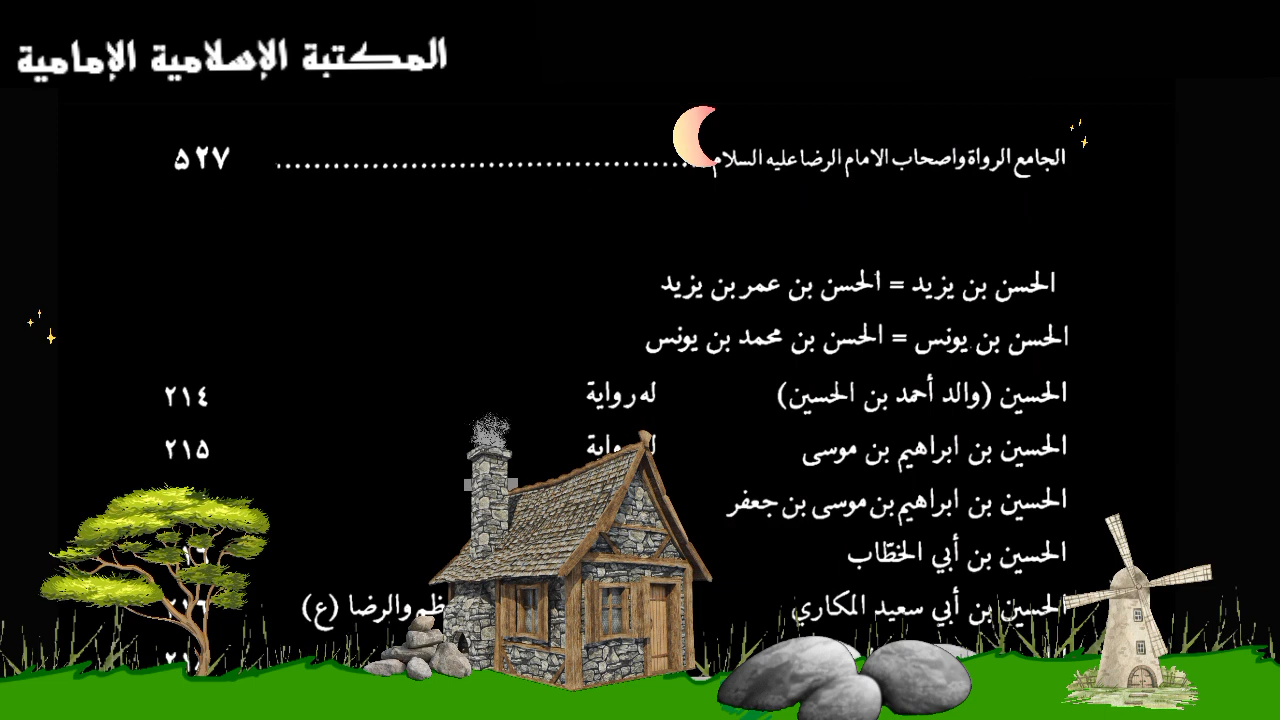 المكتبة الإسلامية الإمامية
الجامع الرواة واصحاب الامام الرضا عليه السلام ........................................ ٥٢٧
الحسن بن يزيد = الحسن بن عمر بن يزيد
الحسن بن يونس = الحسن بن محمد بن يونس
الحسين (والد أحمد بن الحسين) له رواية ٢١٤
الحسين بن ابراهيم بن موسى ٢١٥
الحسين بن ابراهيم بن موسى بن جعفر
الحسين بن أبي الخطّاب
الحسين بن أبي سعيد المكاري والرضا (ع) ٢١٦